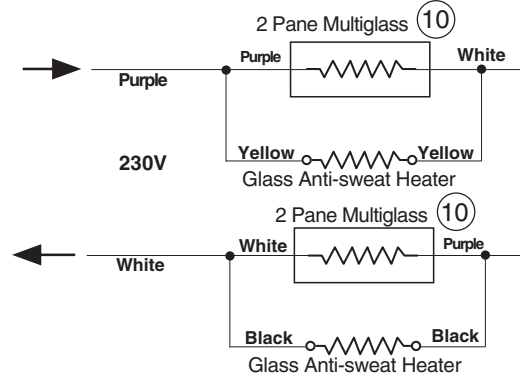 2 Pane Multiglass 10
Purple
Purple
White
230V
Yellow
Yellow
Glass Anti-sweat Heater
2 Pane Multiglass 10
White
White
Purple
Black
Black
Glass Anti-sweat Heater